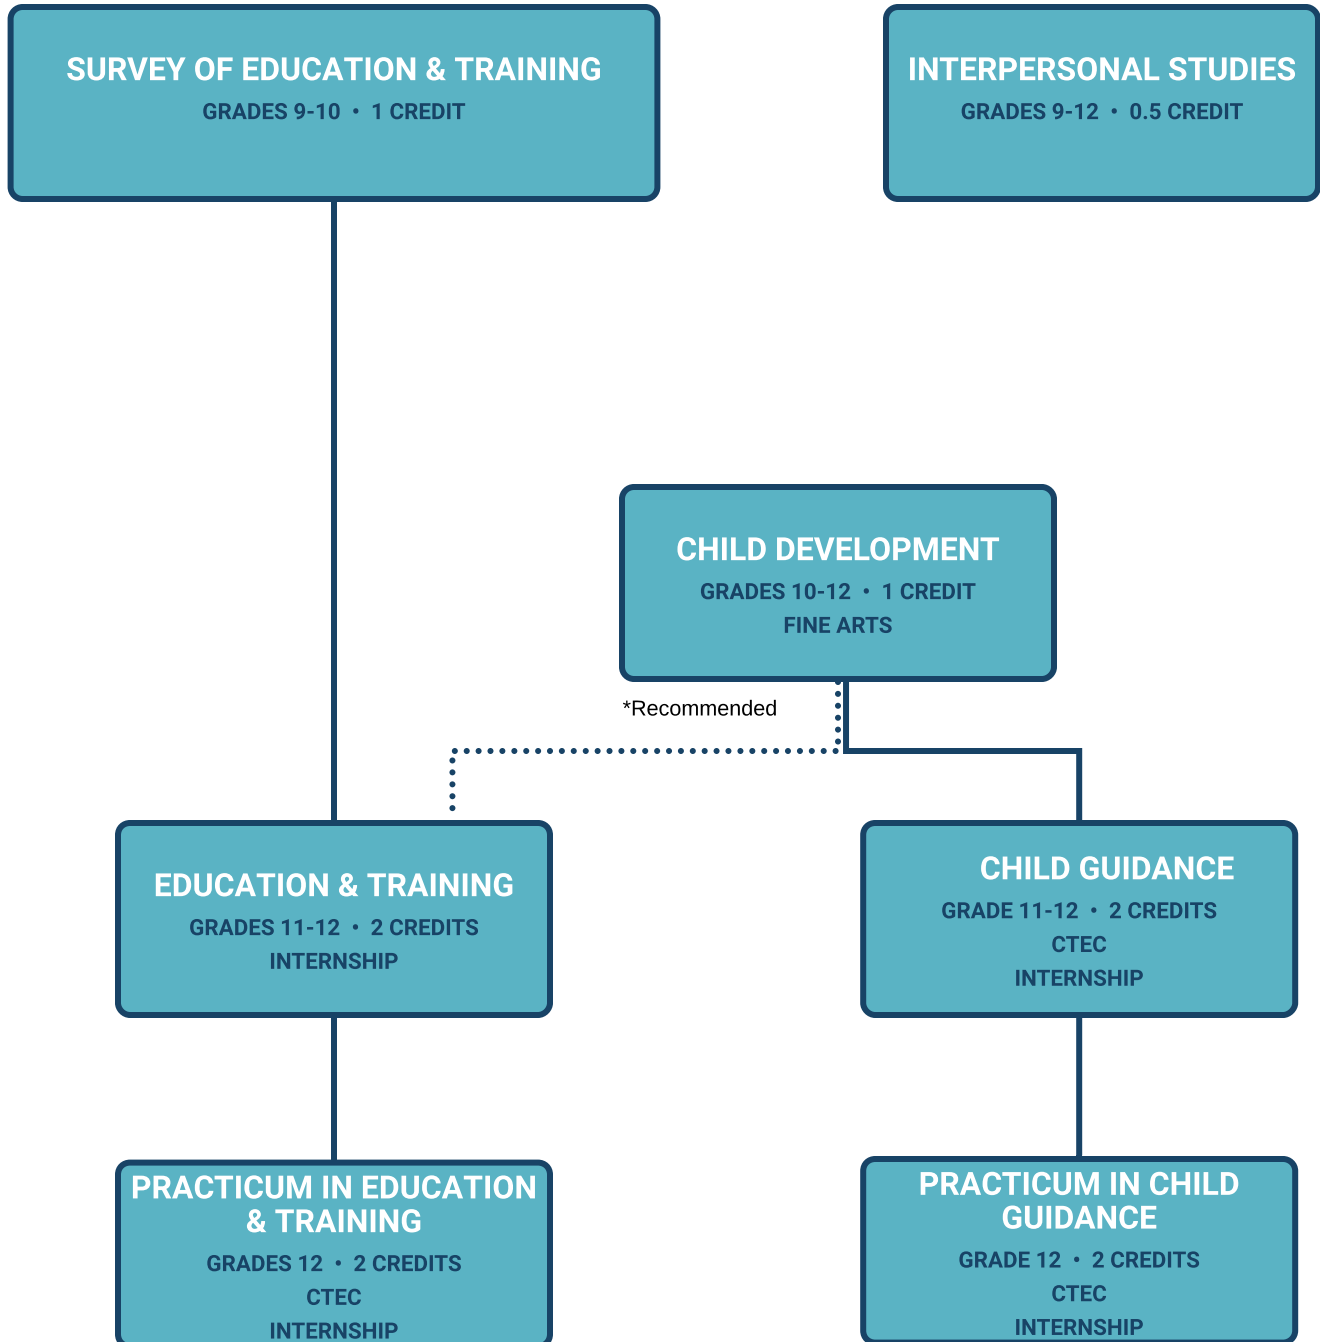 SURVEY OF EDUCATION & TRAINING
GRADES 9-10 • 1 CREDIT
INTERPERSONAL STUDIES
GRADES 9-12 • 0.5 CREDIT
CHILD DEVELOPMENT
GRADES 10-12 • 1 CREDIT
FINE ARTS
*Recommended
EDUCATION & TRAINING
GRADES 11-12 • 2 CREDITS
INTERNSHIP
CHILD GUIDANCE
GRADE 11-12 • 2 CREDITS
CTEC
INTERNSHIP
PRACTICUM IN EDUCATION
& TRAINING
GRADES 12 • 2 CREDITS
CTEC
INTERNSHIP
PRACTICUM IN CHILD
GUIDANCE
GRADE 12 • 2 CREDITS
CTEC
INTERNSHIP